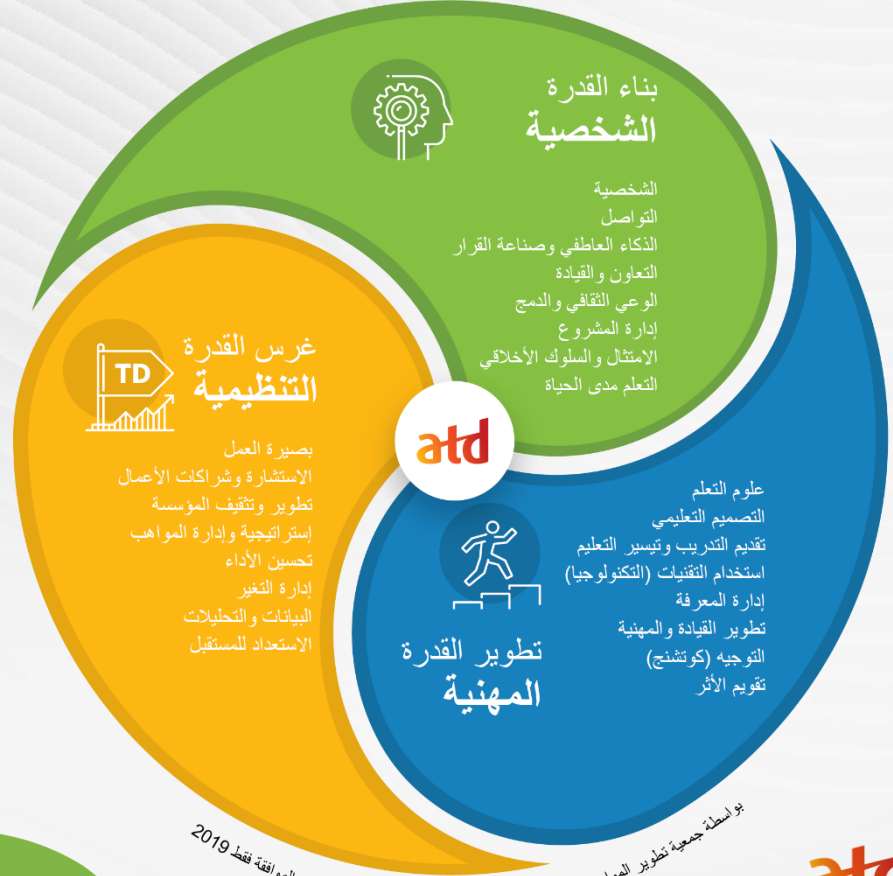 بناء القدرة
الشخصية
الشخصية
التواصل
الذكاء العاطفي وصناعة القرار
التعاون والقيادة
الوعي الثقافي والدمج
إدارة المشروع
الامتثال والسلوك الأخلاقي
التعلم مدى الحياة
غرس القدرة
التنظيمية
TD
بصيرة العمل
الاستشارة وشراكات الأعمال
تطوير وتثقيف المؤسسة
إستراتيجية وإدارة المواهب
تحسين الأداء
إدارة التغير
البيانات والتحليلات
الاستعداد للمستقبل
atd
علوم التعلم
التصميم التعليمي
تقديم التدريب وتيسير التعليم
استخدام التقنيات (التكنولوجيا)
إدارة المعرفة
تطوير القيادة والمهنية
التوجيه (كوتشنج)
تقويم الأثر
تطوير القدرة
المهنية
بواسطة جمعية تطوير
الموافقة فقط 2019
atd